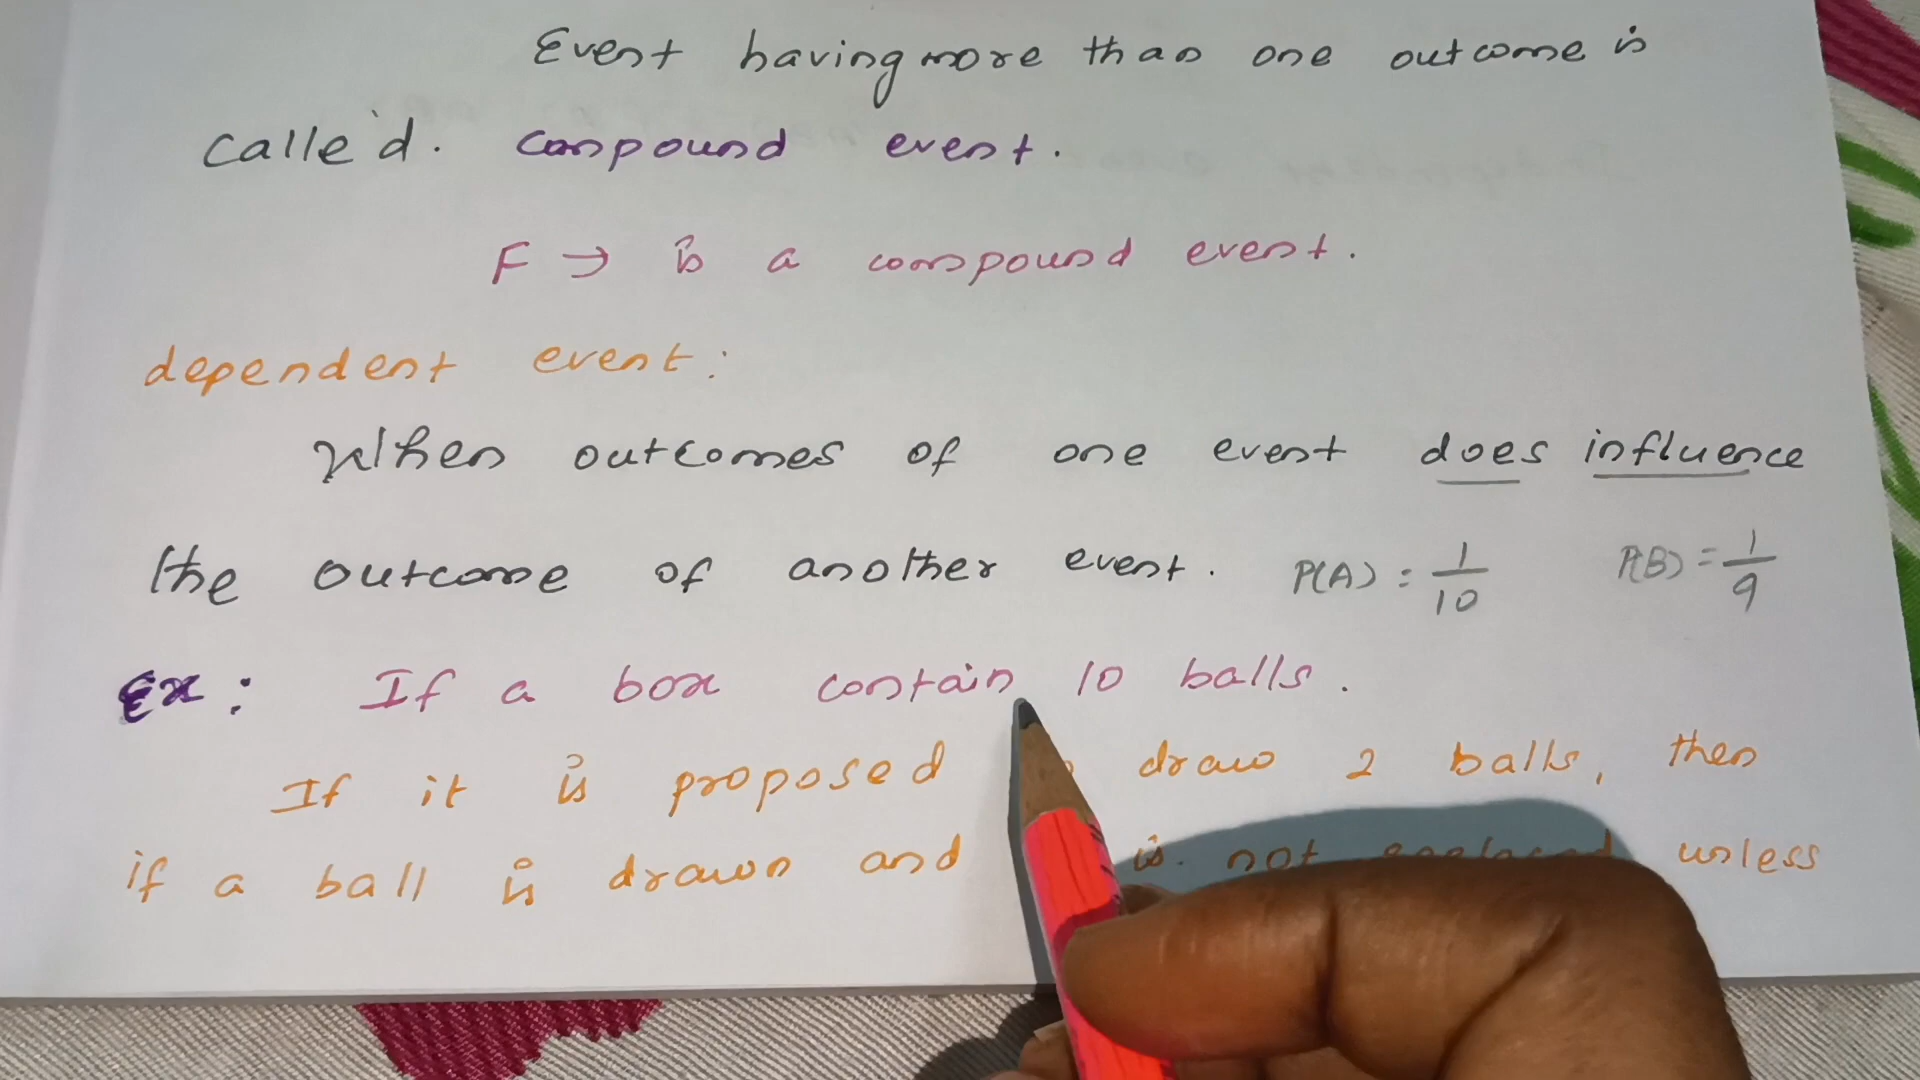 Event having more than one outcome is
called. Compound event.
F → is a compound event.
dependent event:
When outcomes of one event does influence
the outcome of another event. P(A) : 1/10 P(B) = 1/9
Ex: If a box contain 10 balls.
If it is proposed draw 2 balls, then
if a ball is drawn and is not unless